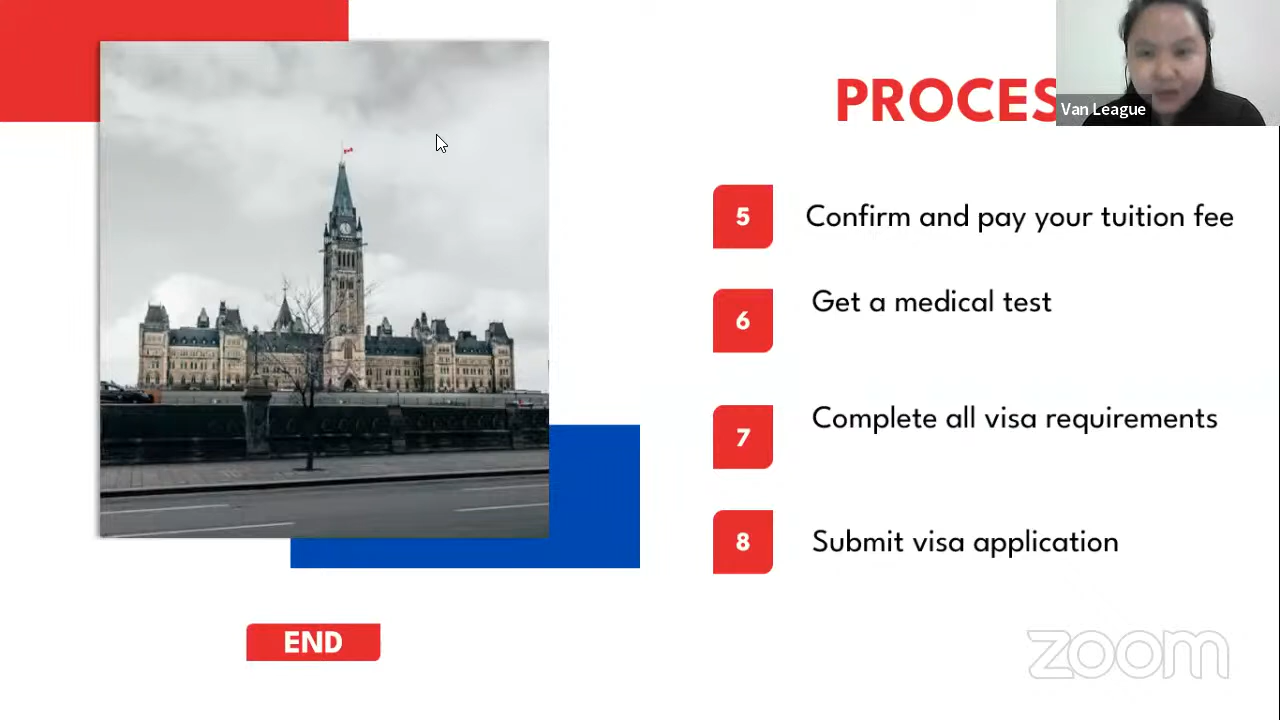 PROCES
Van League
5 Confirm and pay your tuition fee
6 Get a medical test
7 Complete all visa requirements
8 Submit visa application
END
zoom